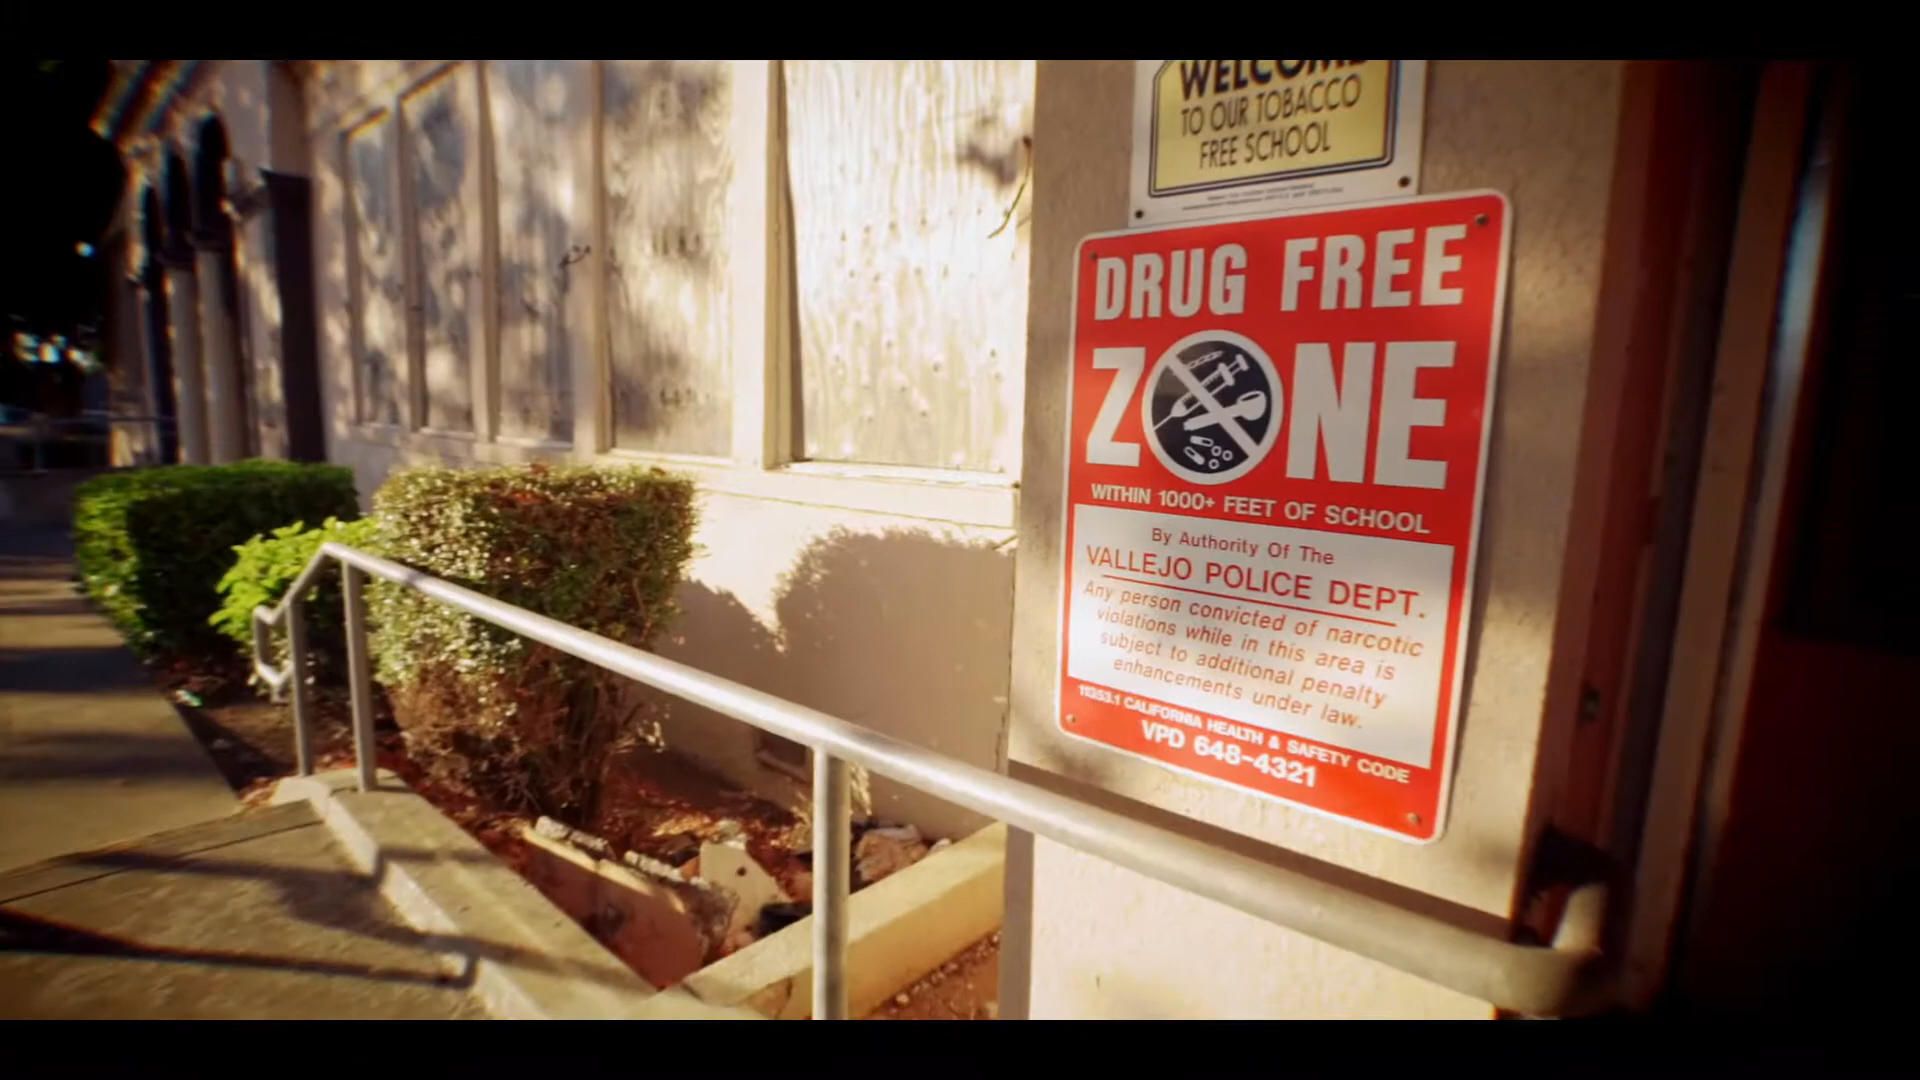 WELCOME
TO OUR TOBACCO
FREE SCHOOL
DRUG FREE
ZONE
WITHIN 1000+ FEET OF SCHOOL
By Authority Of The
VALLEJO POLICE DEPT.
Any person convicted of narcotic
violations while in this area is
subject to additional penalty
enhancements under law.
11353.1 CALIFORNIA HEALTH & SAFETY CODE
VPD 648-4321